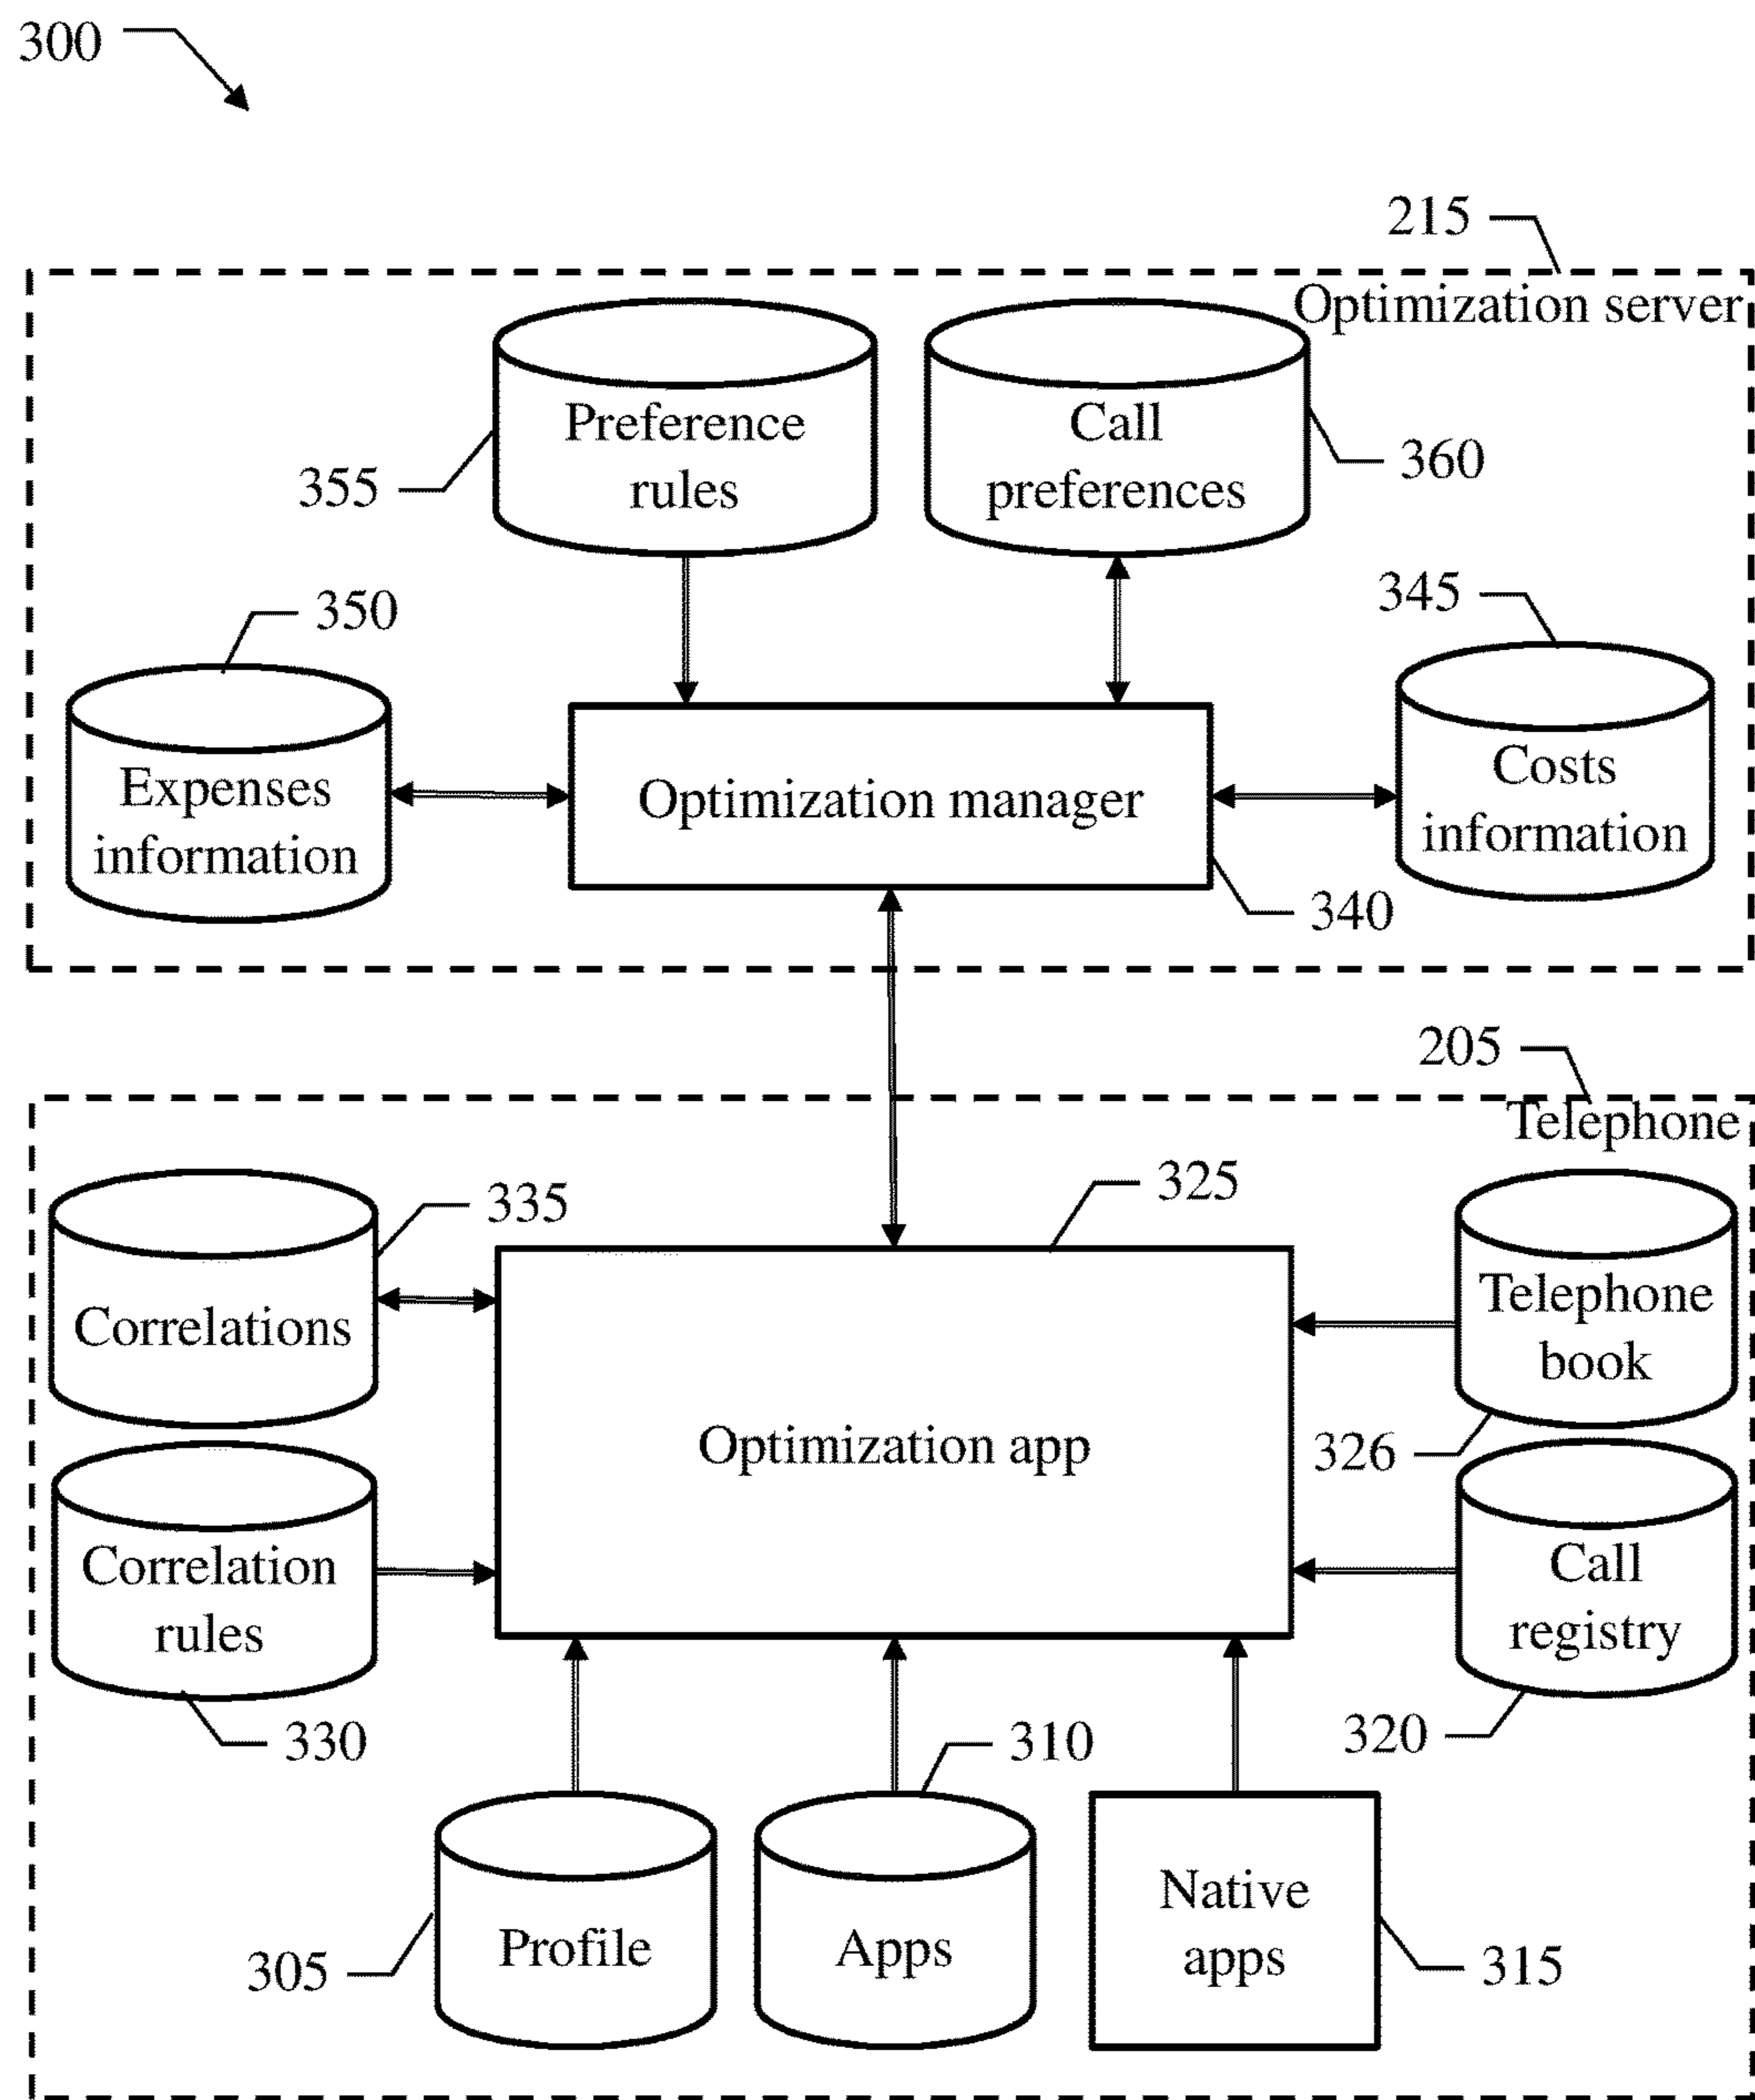 300
215
Optimization server
Preference
rules
Call
preferences
355
360
350
345
Expenses
information
Optimization manager
Costs
information
340
205
Telephone
335
325
Correlations
Telephone
book
Optimization app
326
Correlation
rules
Call
registry
330
310
320
Profile
Apps
Native
apps
305
315